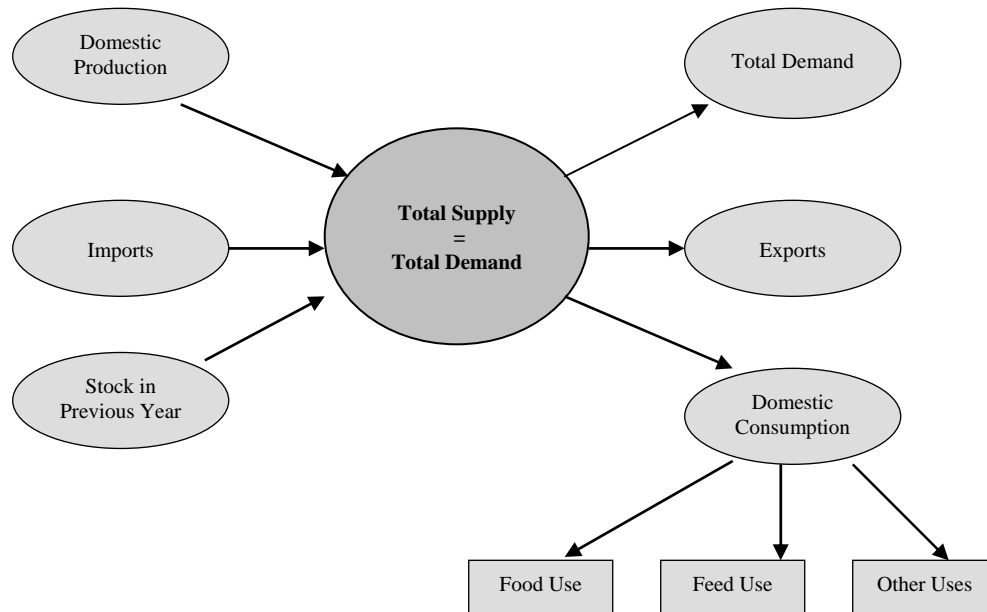 Domestic
Production
Total Demand
Total Supply
=
Total Demand
Imports
Exports
Stock in
Previous Year
Domestic
Consumption
Food Use
Feed Use
Other Uses